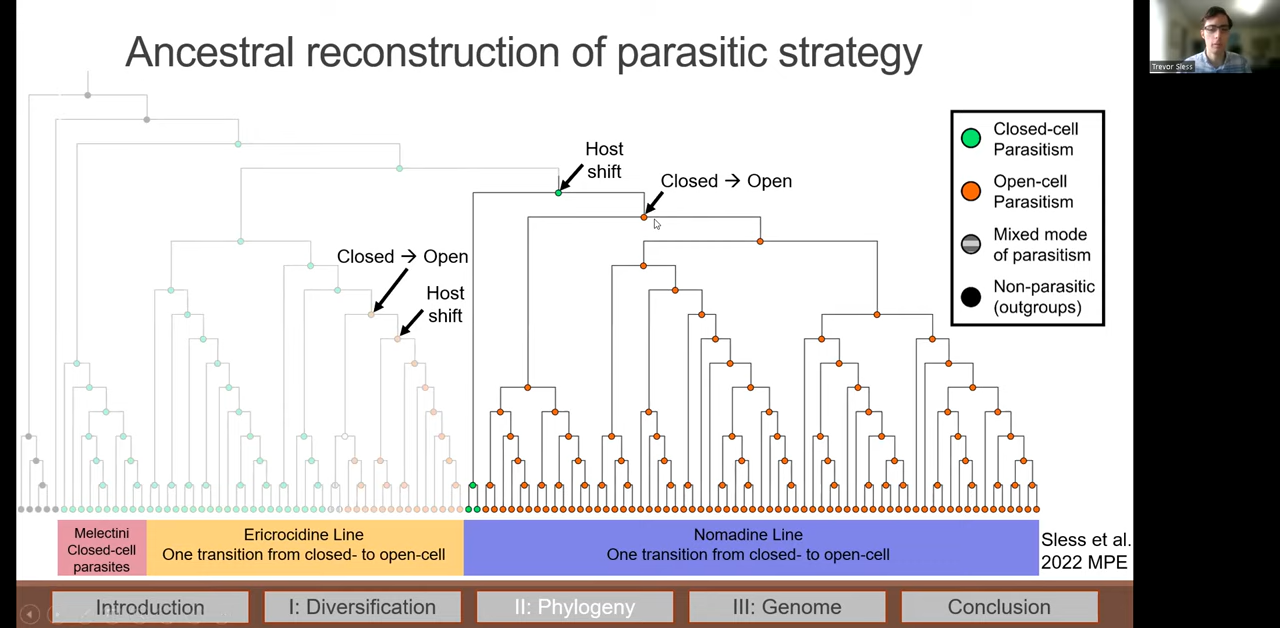 Ancestral reconstruction of parasitic strategy
Trevor Sless
Closed-cell
Parasitism
Open-cell
Parasitism
Mixed mode
of parasitism
Non-parasitic
(outgroups)
Host
shift
Closed → Open
Closed → Open
Host
shift
Melectini
Closed-cell
parasites
Ericrocidine Line
One transition from closed- to open-cell
Nomadine Line
One transition from closed- to open-cell
Sless et al.
2022 MPE
Introduction
I: Diversification
II: Phylogeny
III: Genome
Conclusion